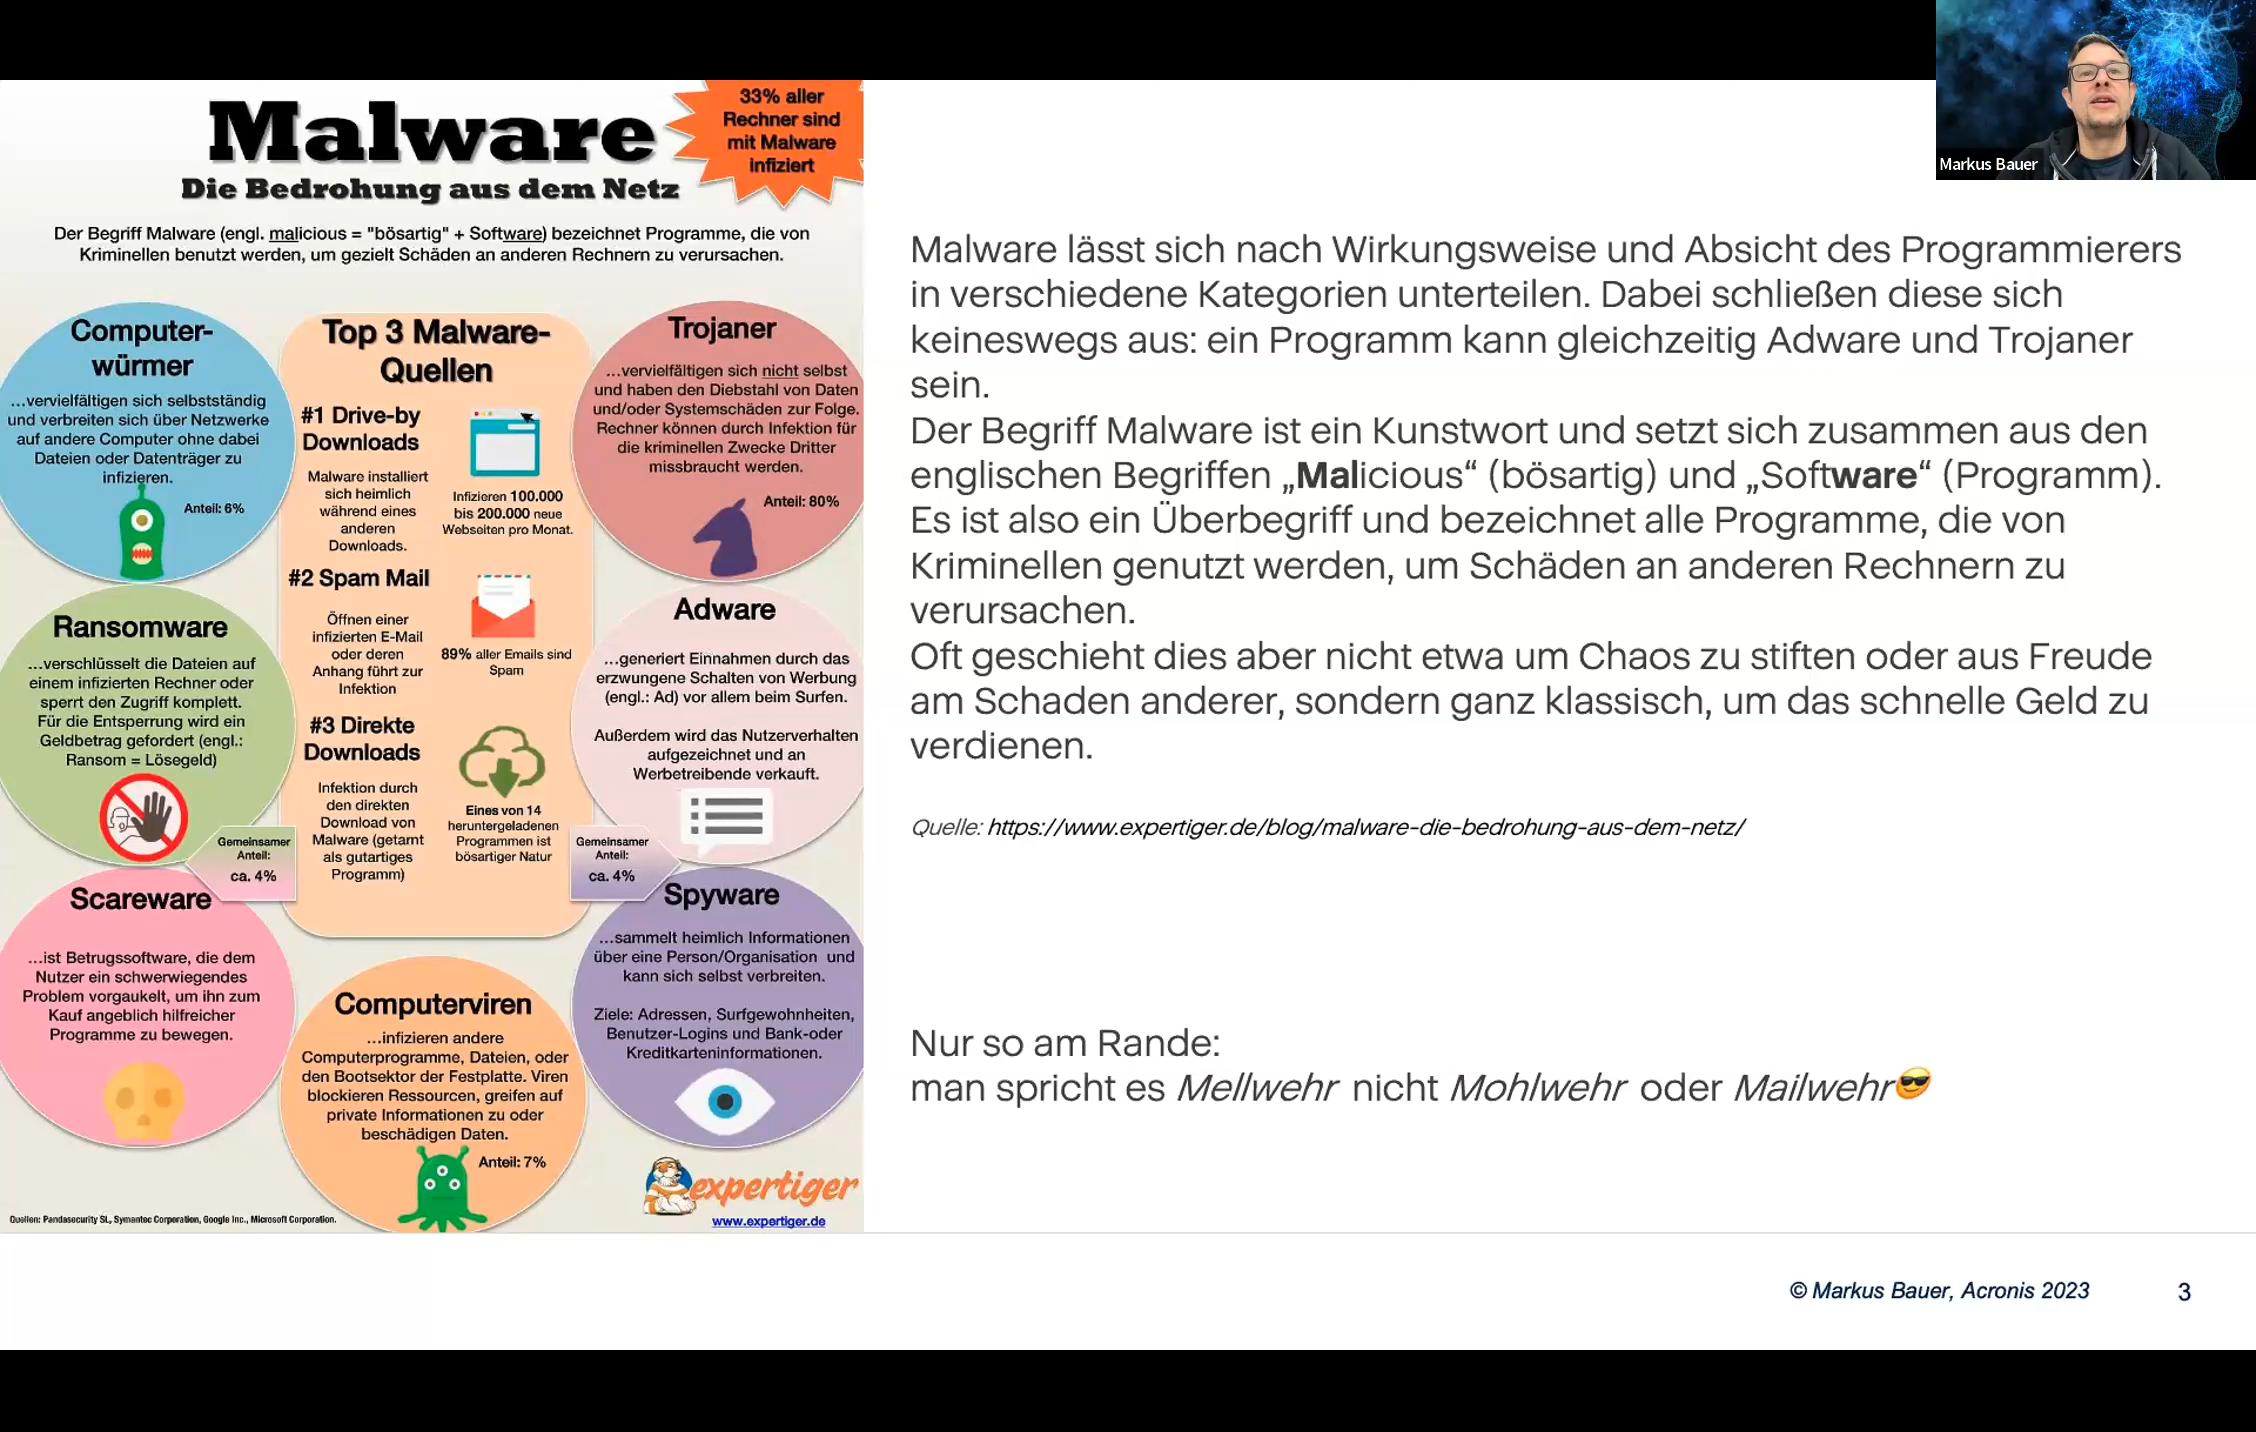 Markus Bauer
Malware
Die Bedrohung aus dem Netz
33% aller
Rechner sind
mit Malware
infiziert
Der Begriff Malware (engl. malicious = "bösartig" + Software) bezeichnet Programme, die von
Kriminellen benutzt werden, um gezielt Schäden an anderen Rechnern zu verursachen.
Computer-
würmer
...vervielfältigen sich selbstständig
und verbreiten sich über Netzwerke
auf andere Computer ohne dabei
Dateien oder Datenträger zu
infizieren.
Anteil: 6%
Top 3 Malware-
Quellen
#1 Drive-by
Downloads
Malware installiert
sich heimlich
während eines
anderen
Downloads.
Infizieren 100.000
bis 200.000 neue
Webseiten pro Monat.
#2 Spam Mail
Öffnen einer
infizierten E-Mail
oder deren
Anhang führt zur
Infektion
89% aller Emails sind
Spam
#3 Direkte
Downloads
Infektion durch
den direkten
Download von
Malware (getarnt
als gutartiges
Programm)
Eines von 14
heruntergeladenen
Programmen ist
bösartiger Natur
Trojaner
...vervielfältigen sich nicht selbst
und haben den Diebstahl von Daten
und/oder Systemschäden zur Folge.
Rechner können durch Infektion für
die kriminellen Zwecke Dritter
missbraucht werden.
Anteil: 80%
Ransomware
...verschlüsselt die Dateien auf
einem infizierten Rechner oder
sperrt den Zugriff komplett.
Für die Entsperrung wird ein
Geldbetrag gefordert (engl.:
Ransom = Lösegeld)
Gemeinsamer
Anteil:
ca. 4%
Adware
...generiert Einnahmen durch das
erzwungene Schalten von Werbung
(engl.: Ad) vor allem beim Surfen.
Außerdem wird das Nutzerverhalten
aufgezeichnet und an
Werbetreibende verkauft.
Gemeinsamer
Anteil:
ca. 4%
Scareware
...ist Betrugssoftware, die dem
Nutzer ein schwerwiegendes
Problem vorgaukelt, um ihn zum
Kauf angeblich hilfreicher
Programme zu bewegen.
Computerviren
...infizieren andere
Computerprogramme, Dateien, oder
den Bootsektor der Festplatte. Viren
blockieren Ressourcen, greifen auf
private Informationen zu oder
beschädigen Daten.
Anteil: 7%
Spyware
...sammelt heimlich Informationen
über eine Person/Organisation und
kann sich selbst verbreiten.
Ziele: Adressen, Surfgewohnheiten,
Benutzer-Logins und Bank-oder
Kreditkarteninformationen.
expertiger
www.expertiger.de
Quellen: Pandasecurity SL, Symantec Corporation, Google Inc., Microsoft Corporation.
Malware lässt sich nach Wirkungsweise und Absicht des Programmierers
in verschiedene Kategorien unterteilen. Dabei schließen diese sich
keineswegs aus: ein Programm kann gleichzeitig Adware und Trojaner
sein.
Der Begriff Malware ist ein Kunstwort und setzt sich zusammen aus den
englischen Begriffen „Malicious“ (bösartig) und „Software“ (Programm).
Es ist also ein Überbegriff und bezeichnet alle Programme, die von
Kriminellen genutzt werden, um Schäden an anderen Rechnern zu
verursachen.
Oft geschieht dies aber nicht etwa um Chaos zu stiften oder aus Freude
am Schaden anderer, sondern ganz klassisch, um das schnelle Geld zu
verdienen.
Quelle: https://www.expertiger.de/blog/malware-die-bedrohung-aus-dem-netz/
Nur so am Rande:
man spricht es Mellwehr nicht Mohlwehr oder Mailwehr😎
© Markus Bauer, Acronis 2023
3